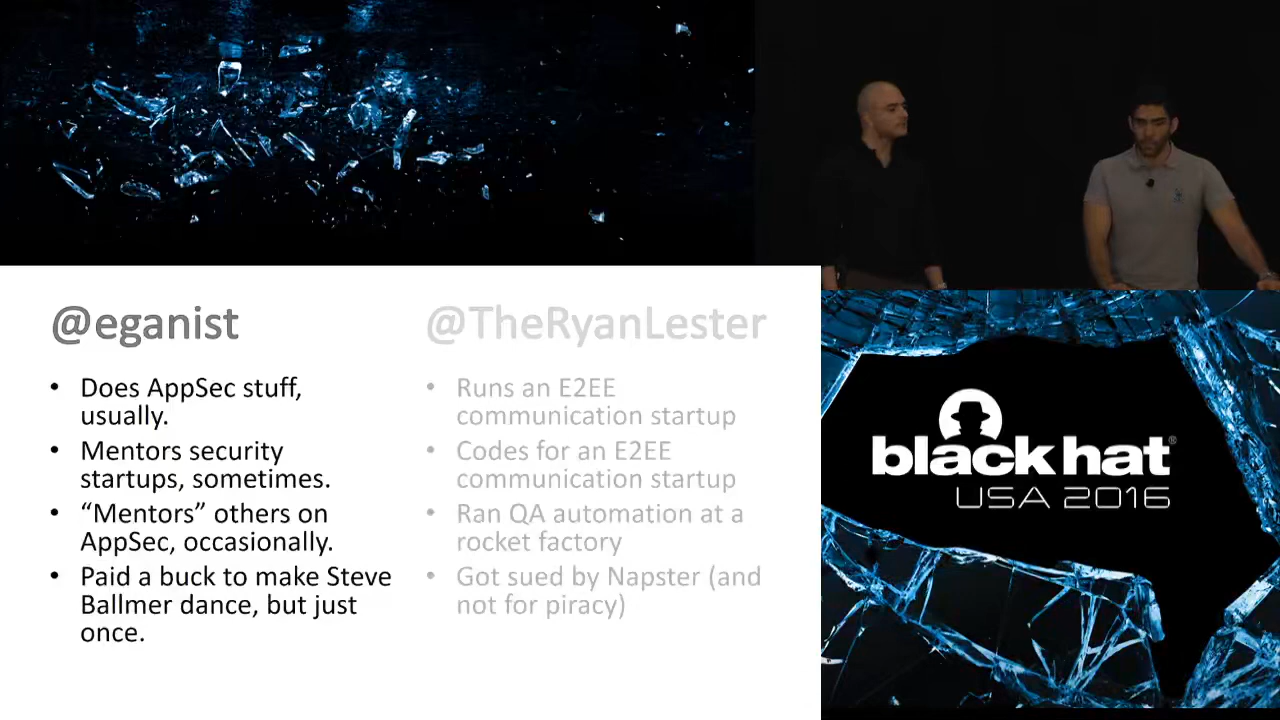 @eganist
• Does AppSec stuff,
usually.
• Mentors security
startups, sometimes.
• “Mentors” others on
AppSec, occasionally.
• Paid a buck to make Steve
Ballmer dance, but just
once.
@TheRyanLester
• Runs an E2EE
communication startup
• Codes for an E2EE
communication startup
• Ran QA automation at a
rocket factory
• Got sued by Napster (and
not for piracy)
black hat®
USA 2016